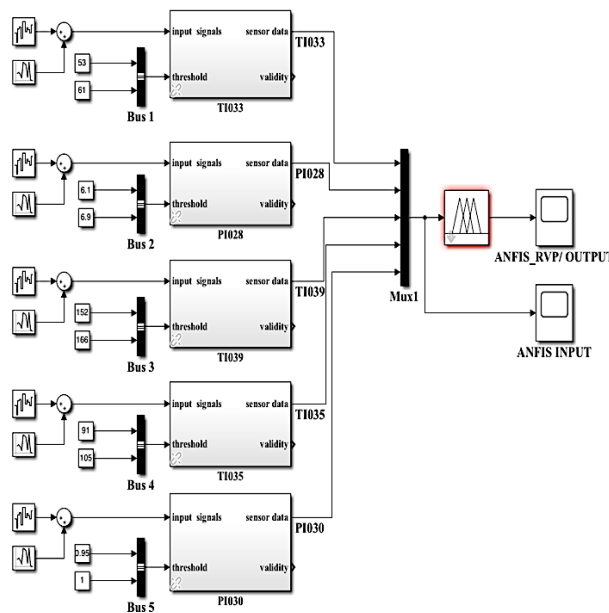 input signals sensor data
TI033
53
threshold validity
61
TI033
Bus 1
input signals sensor data
PI028
6.1
threshold validity
6.9
PI028
Bus 2
input signals sensor data
TI039
152
threshold validity
166
TI039
Bus 3
input signals sensor data
TI035
91
threshold validity
105
TI035
Bus 4
input signals sensor data
PI030
0.95
threshold validity
1
PI030
Bus 5
Mux1
ANFIS_RVP/ OUTPUT
ANFIS INPUT